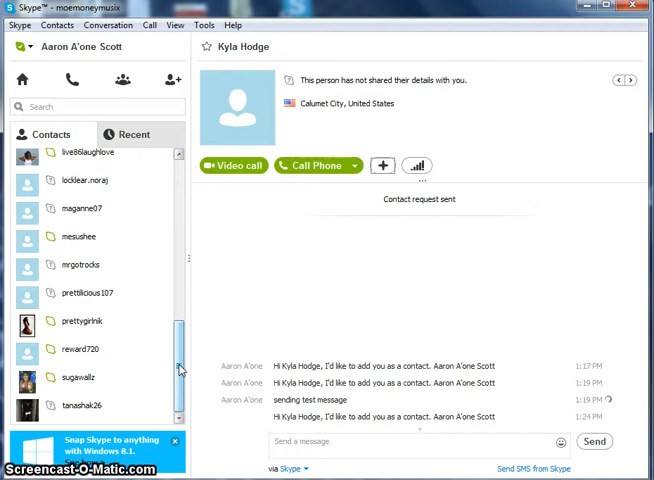 Skype™ - moemoneymusix
Skype Contacts Conversation Call View Tools Help
Aaron A'one Scott
Search
Contacts Recent
live86laughlove
locklear.noraj
maganne07
mesushee
mrgotrocks
prettilicious107
prettygirlnik
reward720
sugawallz
tanashak26
Snap Skype to anything
with Windows 8.1.
Screencast-O-Matic.com
Kyla Hodge
This person has not shared their details with you.
Calumet City, United States
Video call Call Phone
Contact request sent
Aaron A'one Hi Kyla Hodge, I'd like to add you as a contact. Aaron A'one Scott 1:17 PM
Aaron A'one Hi Kyla Hodge, I'd like to add you as a contact. Aaron A'one Scott 1:19 PM
Aaron A'one sending test message 1:19 PM
Hi Kyla Hodge, I'd like to add you as a contact. Aaron A'one Scott 1:24 PM
Send a message Send
via Skype Send SMS from Skype